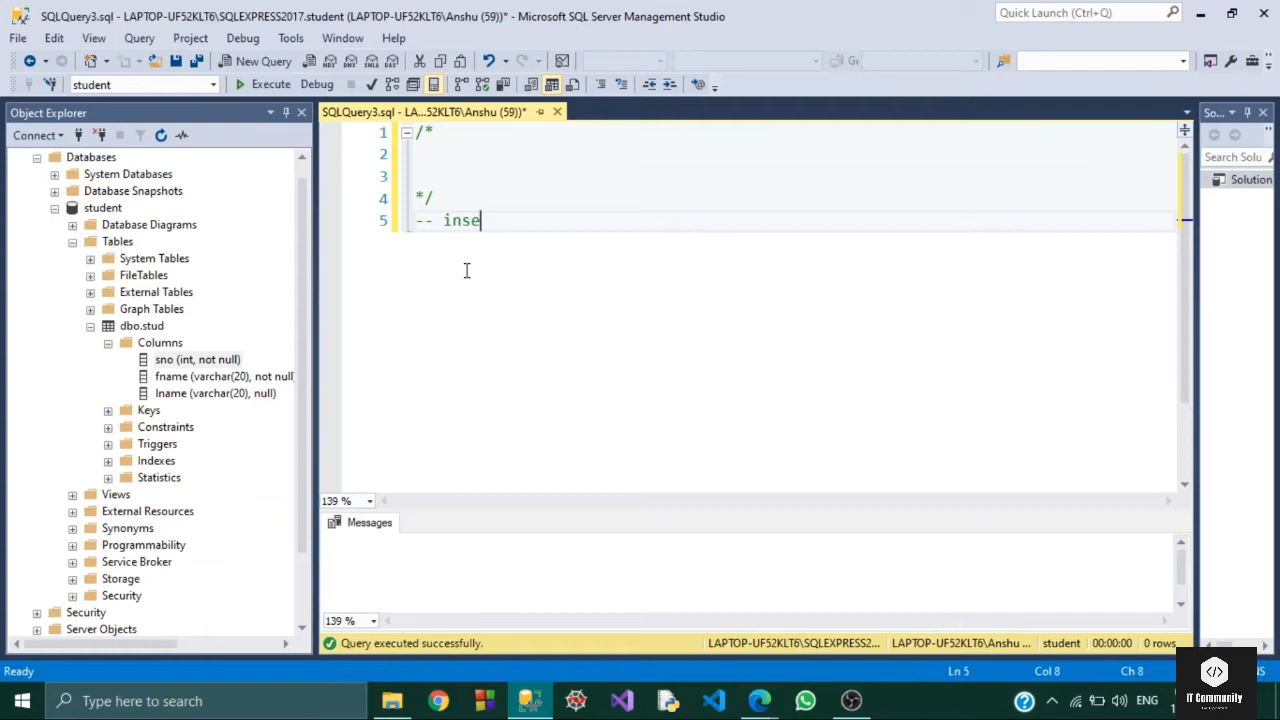 SQLQuery3.sql - LAPTOP-UF52KLT6\SQLEXPRESS2017.student (LAPTOP-UF52KLT6\Anshu (59))* - Microsoft SQL Server Management Studio
Quick Launch (Ctrl+Q)
File Edit View Query Project Debug Tools Window Help
New Query
student
Execute Debug
Object Explorer
SQLQuery3.sql - LA...52KLT6\Anshu (59))*
So...
Connect
Search Solu
Solution
Databases
System Databases
Database Snapshots
student
Database Diagrams
Tables
System Tables
FileTables
External Tables
Graph Tables
dbo.stud
Columns
sno (int, not null)
fname (varchar(20), not null
lname (varchar(20), null)
Keys
Constraints
Triggers
Indexes
Statistics
Views
External Resources
Synonyms
Programmability
Service Broker
Storage
Security
Security
Server Objects
1 /*
2
3
4 */
5 -- inse
139 %
Messages
139 %
Query executed successfully.
LAPTOP-UF52KLT6\SQLEXPRESS2... LAPTOP-UF52KLT6\Anshu ... student 00:00:00 0 rows
Ready
Ln 5 Col 8 Ch 8 NS
Type here to search
ENG
IT Community